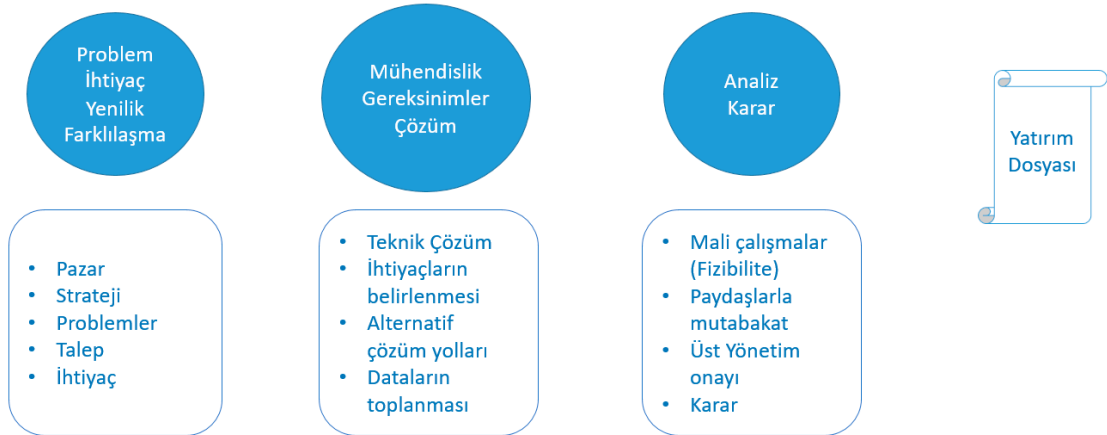 Problem
İhtiyaç
Yenilik
Farklılaşma
Mühendislik
Gereksinimler
Çözüm
Analiz
Karar
Yatırım
Dosyası
• Pazar
• Strateji
• Problemler
• Talep
• İhtiyaç
• Teknik Çözüm
• İhtiyaçların
belirlenmesi
• Alternatif
çözüm yolları
• Dataların
toplanması
• Mali çalışmalar
(Fizibilite)
• Paydaşlarla
mutabakat
• Üst Yönetim
onayı
• Karar